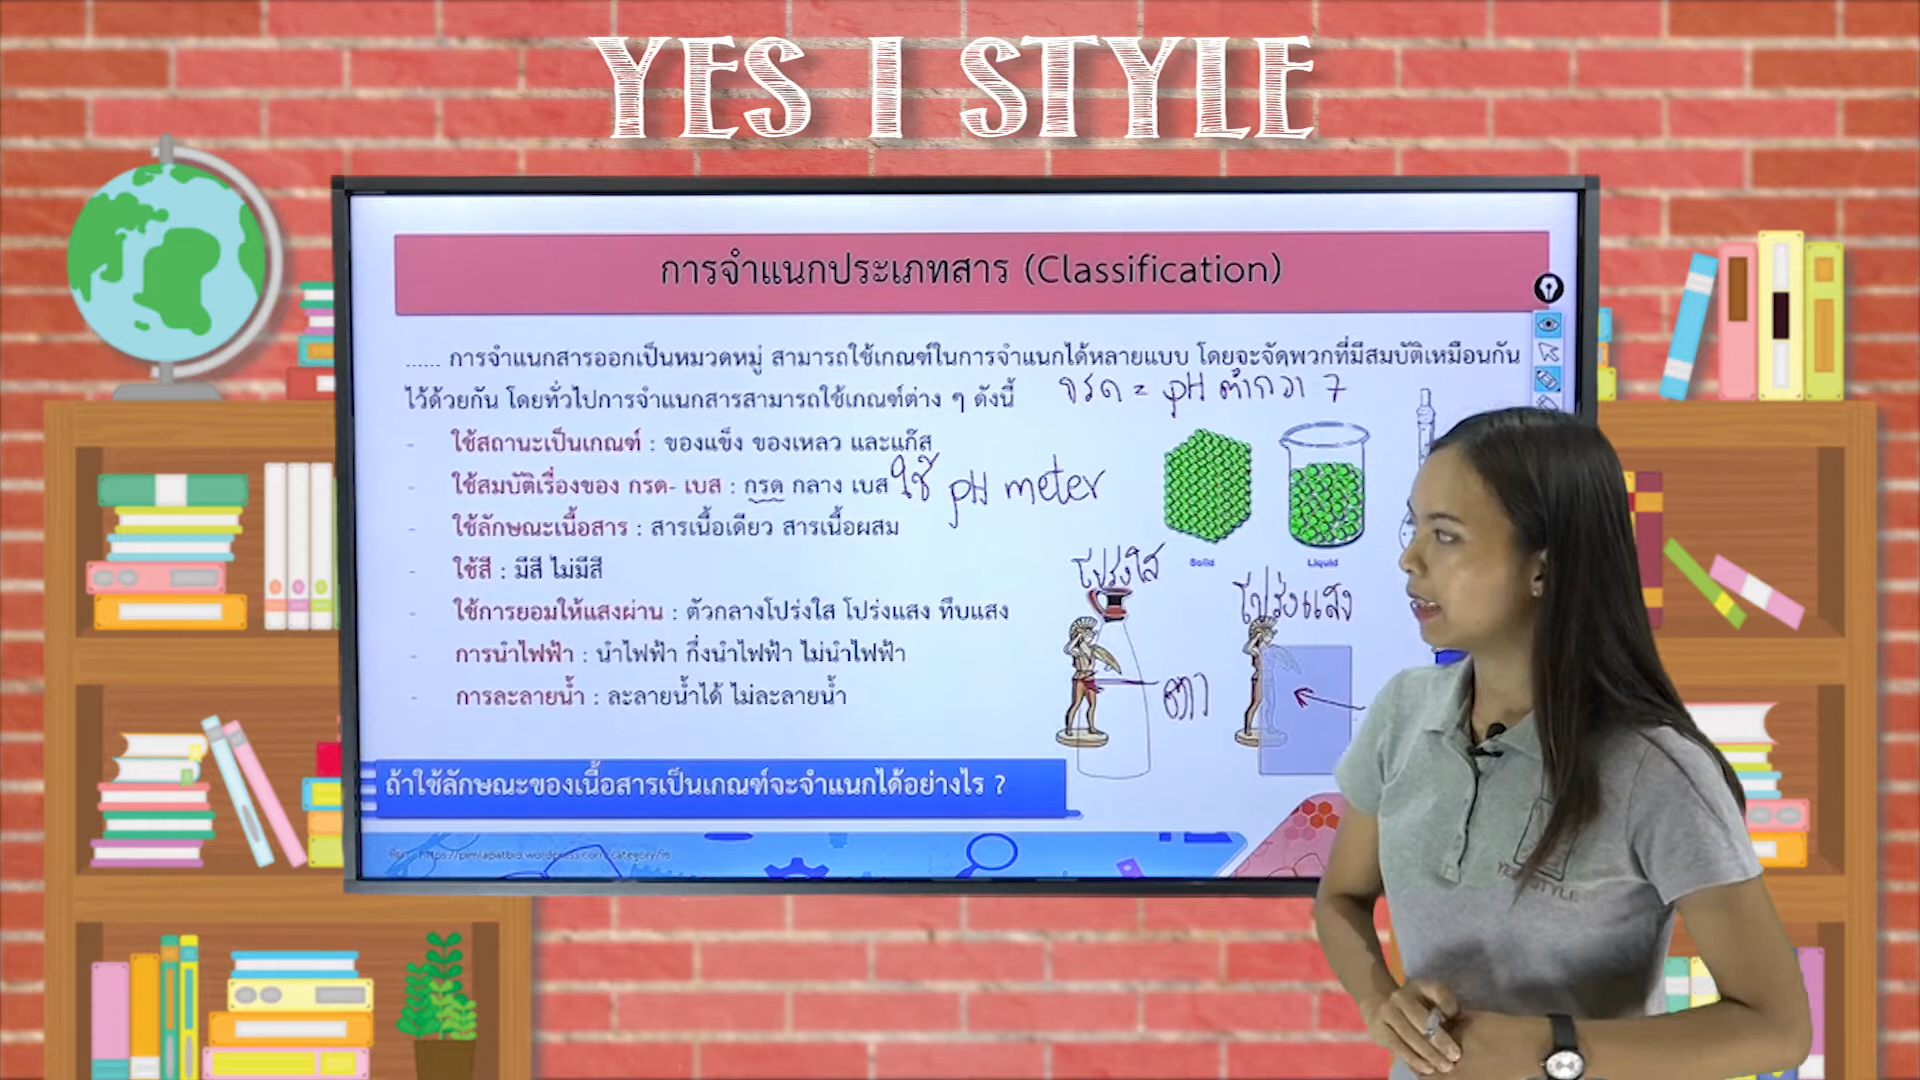 YES I STYLE
การจำแนกประเภทสาร (Classification)
...... การจำแนกสารออกเป็นหมวดหมู่ สามารถใช้เกณฑ์ในการจำแนกได้หลายแบบ โดยจะจัดพวกที่มีสมบัติเหมือนกัน
ไว้ด้วยกัน โดยทั่วไปการจำแนกสารสามารถใช้เกณฑ์ต่าง ๆ ดังนี้
กรด = pH ต่ำกว่า 7
- ใช้สถานะเป็นเกณฑ์ : ของแข็ง ของเหลว และแก๊ส
- ใช้สมบัติเรื่องของ กรด- เบส : กรด กลาง เบส ใช้ pH meter
- ใช้ลักษณะเนื้อสาร : สารเนื้อเดียว สารเนื้อผสม
- ใช้สี : มีสี ไม่มีสี
- ใช้การยอมให้แสงผ่าน : ตัวกลางโปร่งใส โปร่งแสง ทึบแสง
- การนำไฟฟ้า : นำไฟฟ้า กึ่งนำไฟฟ้า ไม่นำไฟฟ้า
- การละลายน้ำ : ละลายน้ำได้ ไม่ละลายน้ำ
Solid
Liquid
โปร่งใส
โปร่งแสง
ถ้าใช้ลักษณะของเนื้อสารเป็นเกณฑ์จะจำแนกได้อย่างไร ?
YES I STYLE